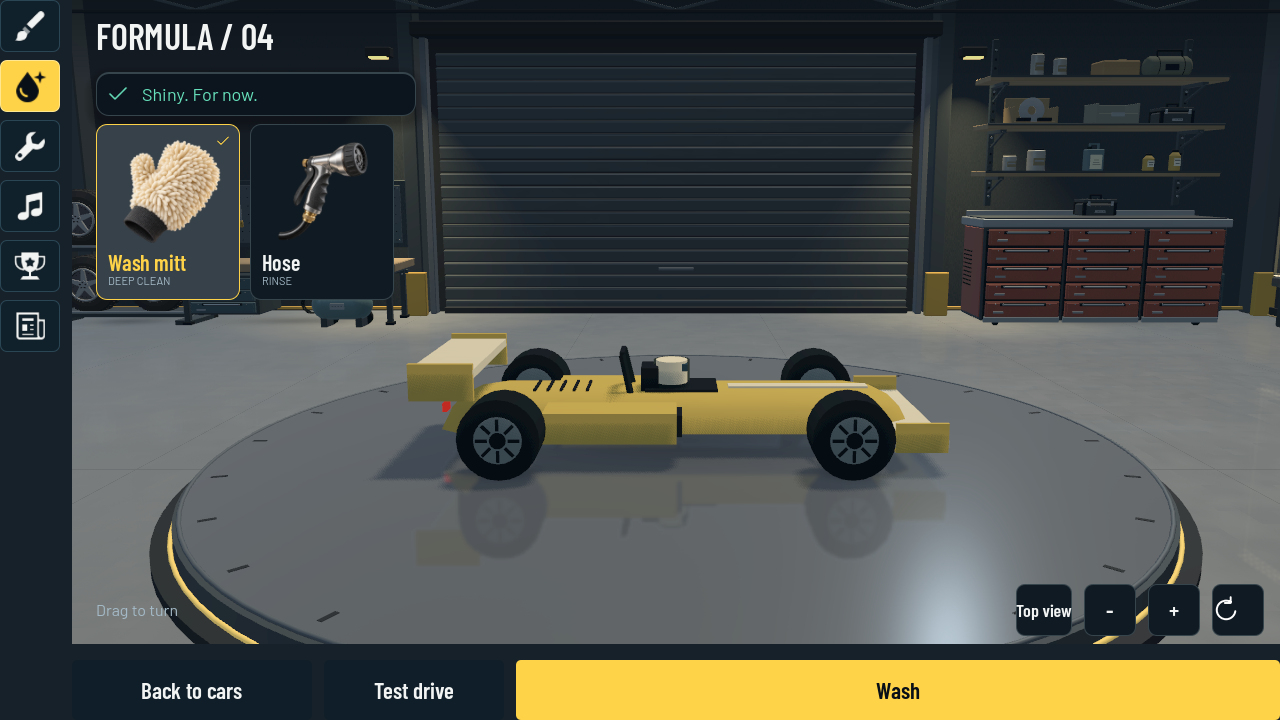 FORMULA / 04
Shiny. For now.
Wash mitt
DEEP CLEAN
Hose
RINSE
Drag to turn
Top view
-
+
Back to cars
Test drive
Wash